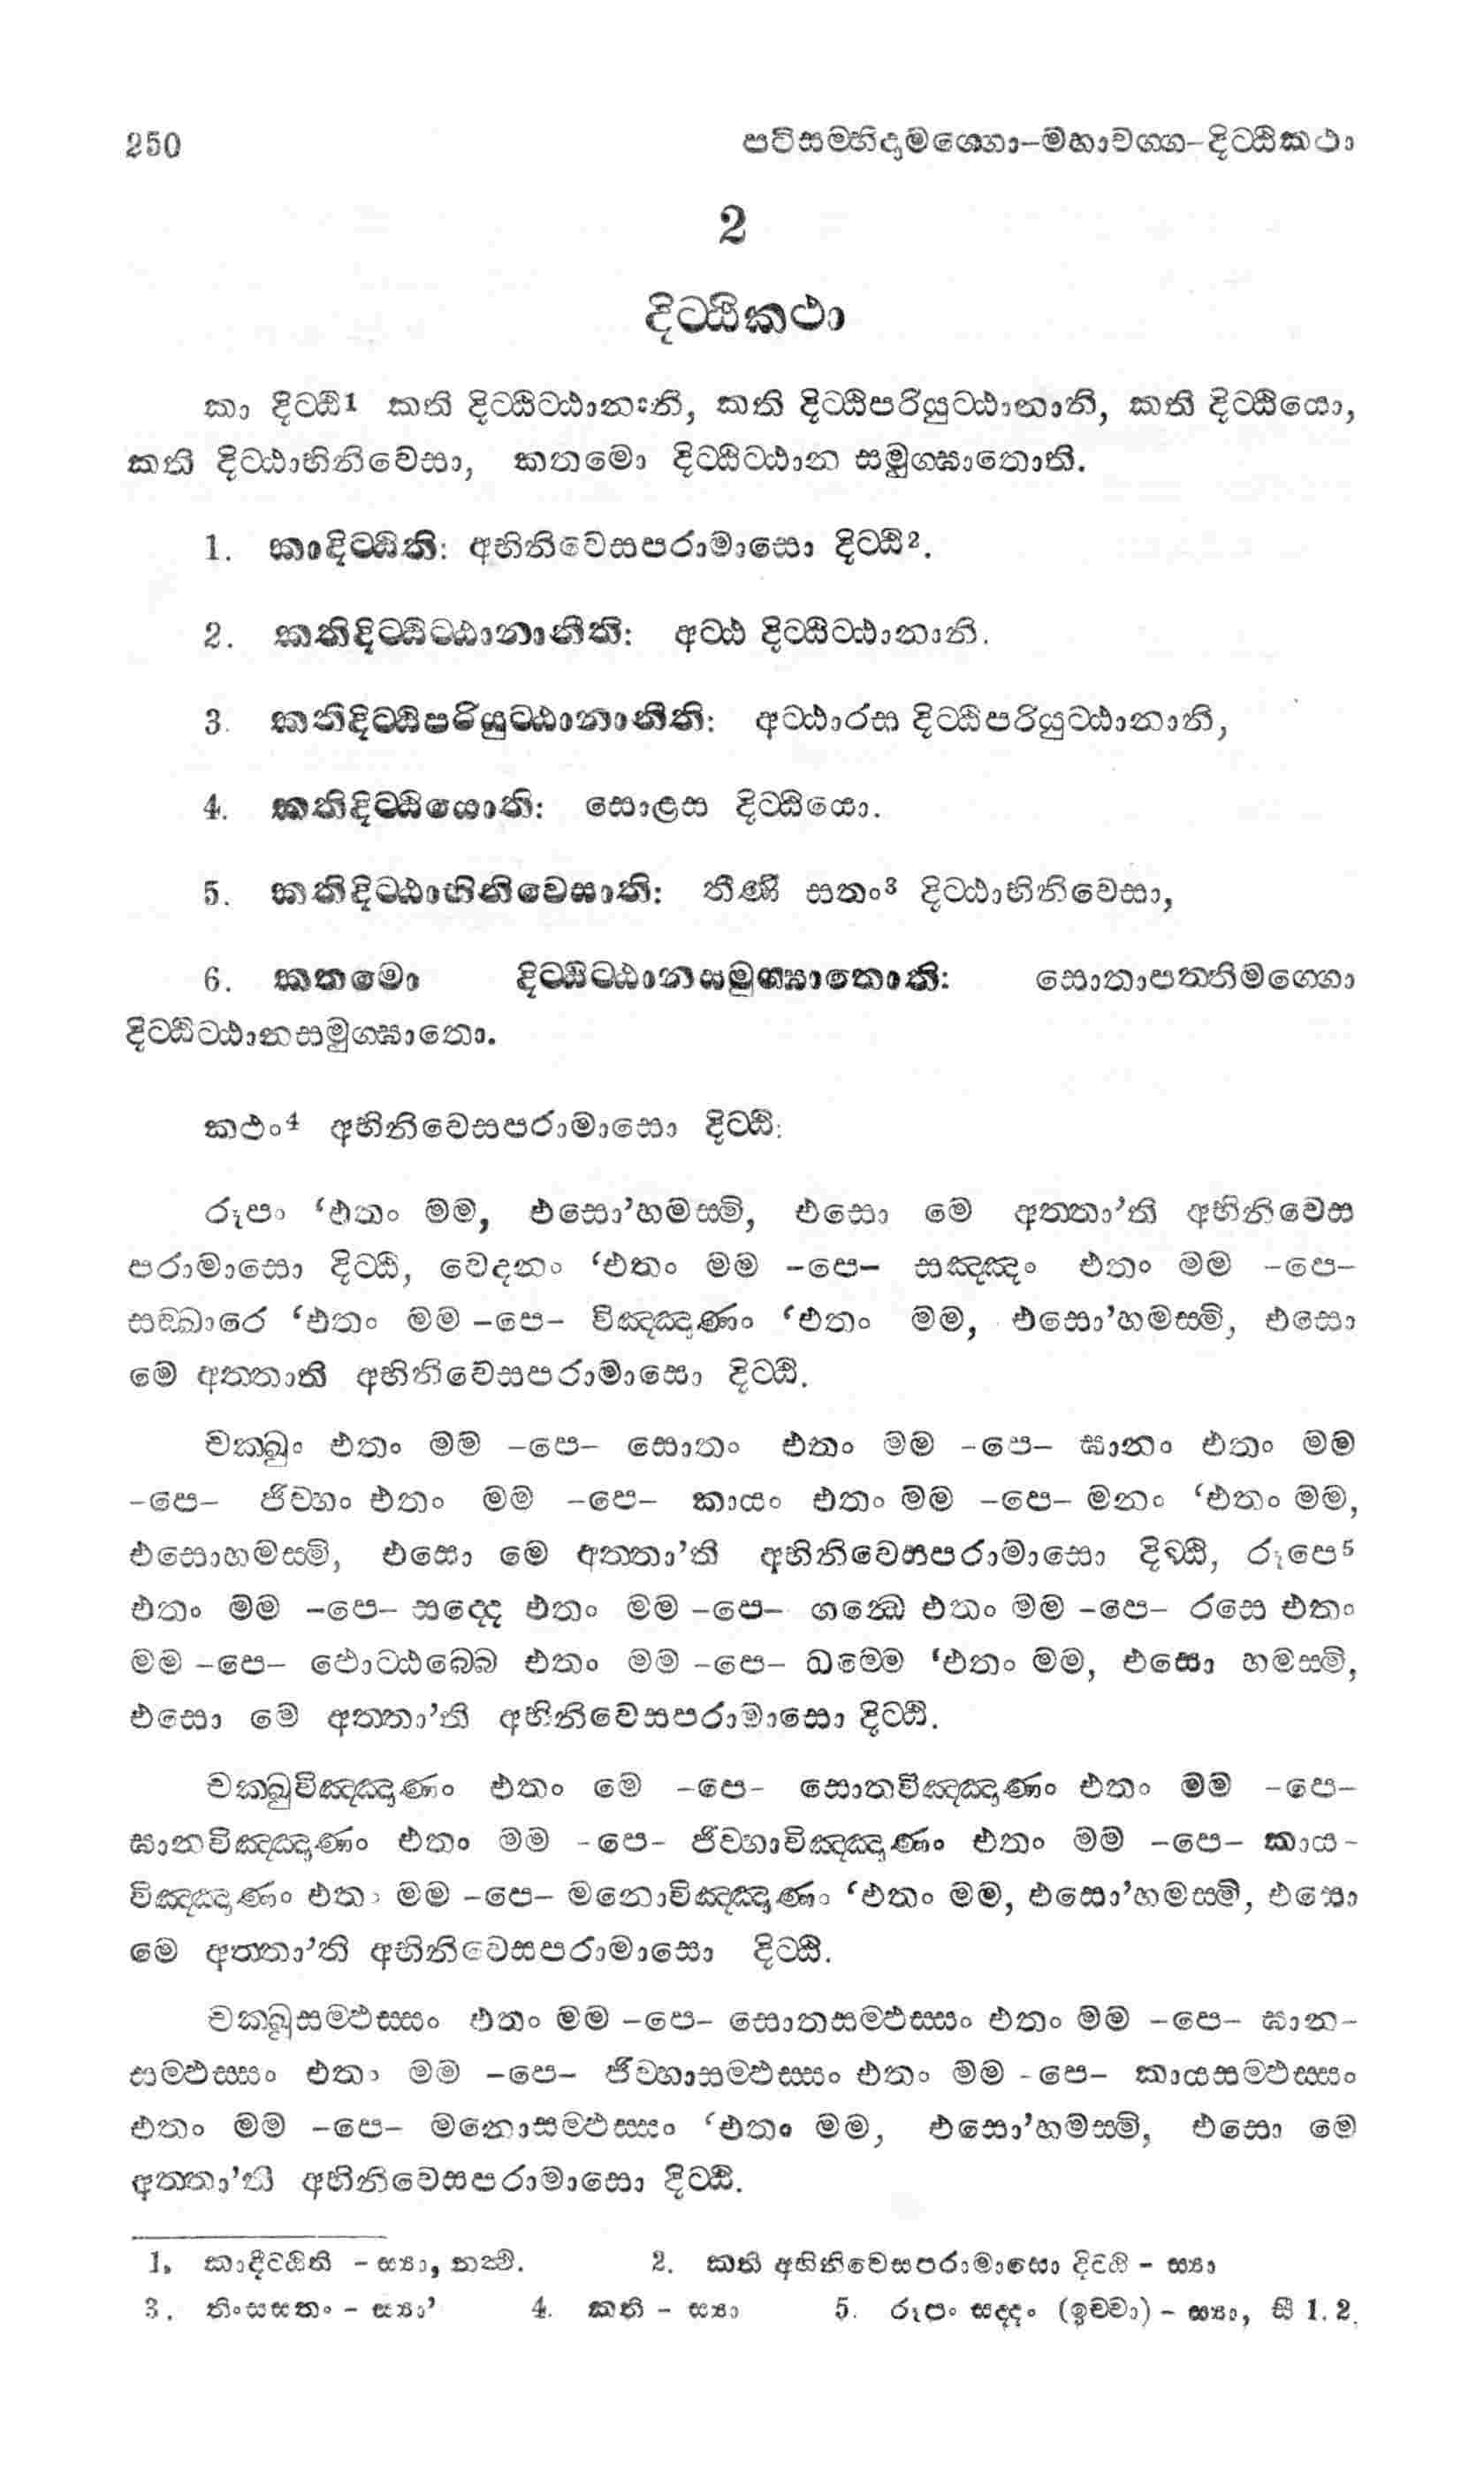 250 පටිසම්භිදාමග්ගො–මහාවග්ග–දිට්ඨිකථා
2
දිට්ඨිකථා
කා දිට්ඨි1 කති දිට්ඨිට්ඨානානි, කති දිට්ඨිපරියුට්ඨානානි, කති දිට්ඨියො,
කති දිට්ඨාභිනිවෙසා, කතමො දිට්ඨිට්ඨාන සමුග්ඝාතොති.
1. කාදිට්ඨිති: අභිනිවෙසපරාමාසො දිට්ඨි2.
2. කතිදිට්ඨිට්ඨානානීති: අට්ඨ දිට්ඨිට්ඨානානි.
3. කතිදිට්ඨිපරියුට්ඨානානීති: අට්ඨාරස දිට්ඨිපරියුට්ඨානානි,
4. කතිදිට්ඨියොති: සොළස දිට්ඨියො.
5. කතිදිට්ඨාභිනිවෙසාති: තීණි සතං3 දිට්ඨාභිනිවෙසා,
6. කතමො දිට්ඨිට්ඨානසමුග්ඝාතොති: සොතාපත්තිමග්ගො
දිට්ඨිට්ඨානසමුග්ඝාතො.
කථං4 අභිනිවෙසපරාමාසො දිට්ඨි:
රූපං ‘එතං මම, එසො’හමස්මි, එසො මෙ අත්තා’ති අභිනිවෙස
පරාමාසො දිට්ඨි, වෙදනං ‘එතං මම –පෙ– සඤ්ඤං එතං මම –පෙ–
සඞ්ඛාරෙ ‘එතං මම –පෙ– විඤ්ඤාණං ‘එතං මම, එසො’හමස්මි, එසො
මෙ අත්තාති අභිනිවෙසපරාමාසො දිට්ඨි.
චක්ඛුං එතං මම –පෙ– සොතං එතං මම –පෙ– ඝානං එතං මම
–පෙ– ජිව්හං එතං මම –පෙ– කායං එතං මම –පෙ– මනං ‘එතං මම,
එසොහමස්මි, එසො මෙ අත්තා’ති අභිනිවෙසපරාමාසො දිට්ඨි, රූපෙ5
එතං මම –පෙ– සද්දෙ එතං මම –පෙ– ගන්ධෙ එතං මම –පෙ– රසෙ එතං
මම –පෙ– ඵොට්ඨබ්බෙ එතං මම –පෙ– ධම්මෙ ‘එතං මම, එසො හමස්මි,
එසො මෙ අත්තා’ති අභිනිවෙසපරාමාසො දිට්ඨි.
චක්ඛුවිඤ්ඤාණං එතං මෙ –පෙ– සොතවිඤ්ඤාණං එතං මම –පෙ–
ඝානවිඤ්ඤාණං එතං මම –පෙ– ජිව්හාවිඤ්ඤාණං එතං මම –පෙ– කාය–
විඤ්ඤාණං එතං මම –පෙ– මනොවිඤ්ඤාණං ‘එතං මම, එසො’හමස්මි, එසො
මෙ අත්තා’ති අභිනිවෙසපරාමාසො දිට්ඨි.
චක්ඛුසම්ඵස්සං එතං මම –පෙ– සොතසම්ඵස්සං එතං මම –පෙ– ඝාන–
සම්ඵස්සං එතං මම –පෙ– ජිව්හාසම්ඵස්සං එතං මම –පෙ– කායසම්ඵස්සං
එතං මම –පෙ– මනොසම්ඵස්සං ‘එතං මම, එසො’හමස්මි, එසො මෙ
අත්තා’ති අභිනිවෙසපරාමාසො දිට්ඨි.
1. කාදිට්ඨිති – ස්‍යා, නත්‍ථි. 2. කති අභිනිවෙසපරාමාසො දිට්ඨි – ස්‍යා
3. තිංසසතං – ස්‍යා’ 4. කති – ස්‍යා 5. රූපං සද්දං (ඉච්චා) – ස්‍යා, සී 1. 2.